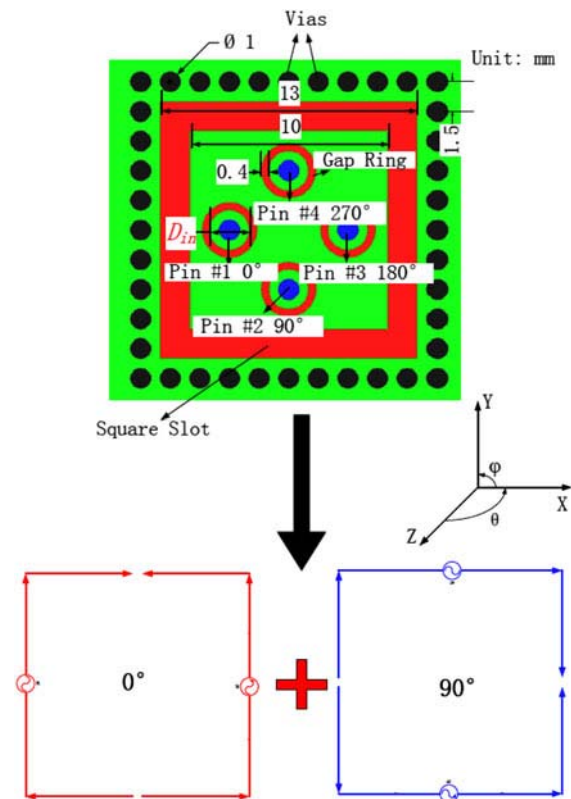 Vias
Ø 1
Unit: mm
13
10
1.5
Gap Ring
0.4
Pin #4 270°
Din
Pin #1 0°
Pin #3 180°
Pin #2 90°
Square Slot
Y
φ
X
Z
θ
0°
90°